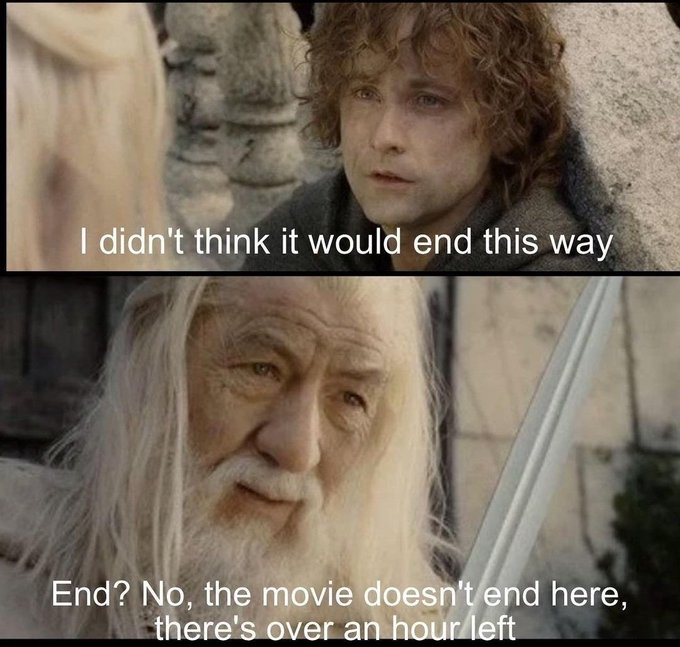 I didn't think it would end this way
End? No, the movie doesn't end here,
there's over an hour left